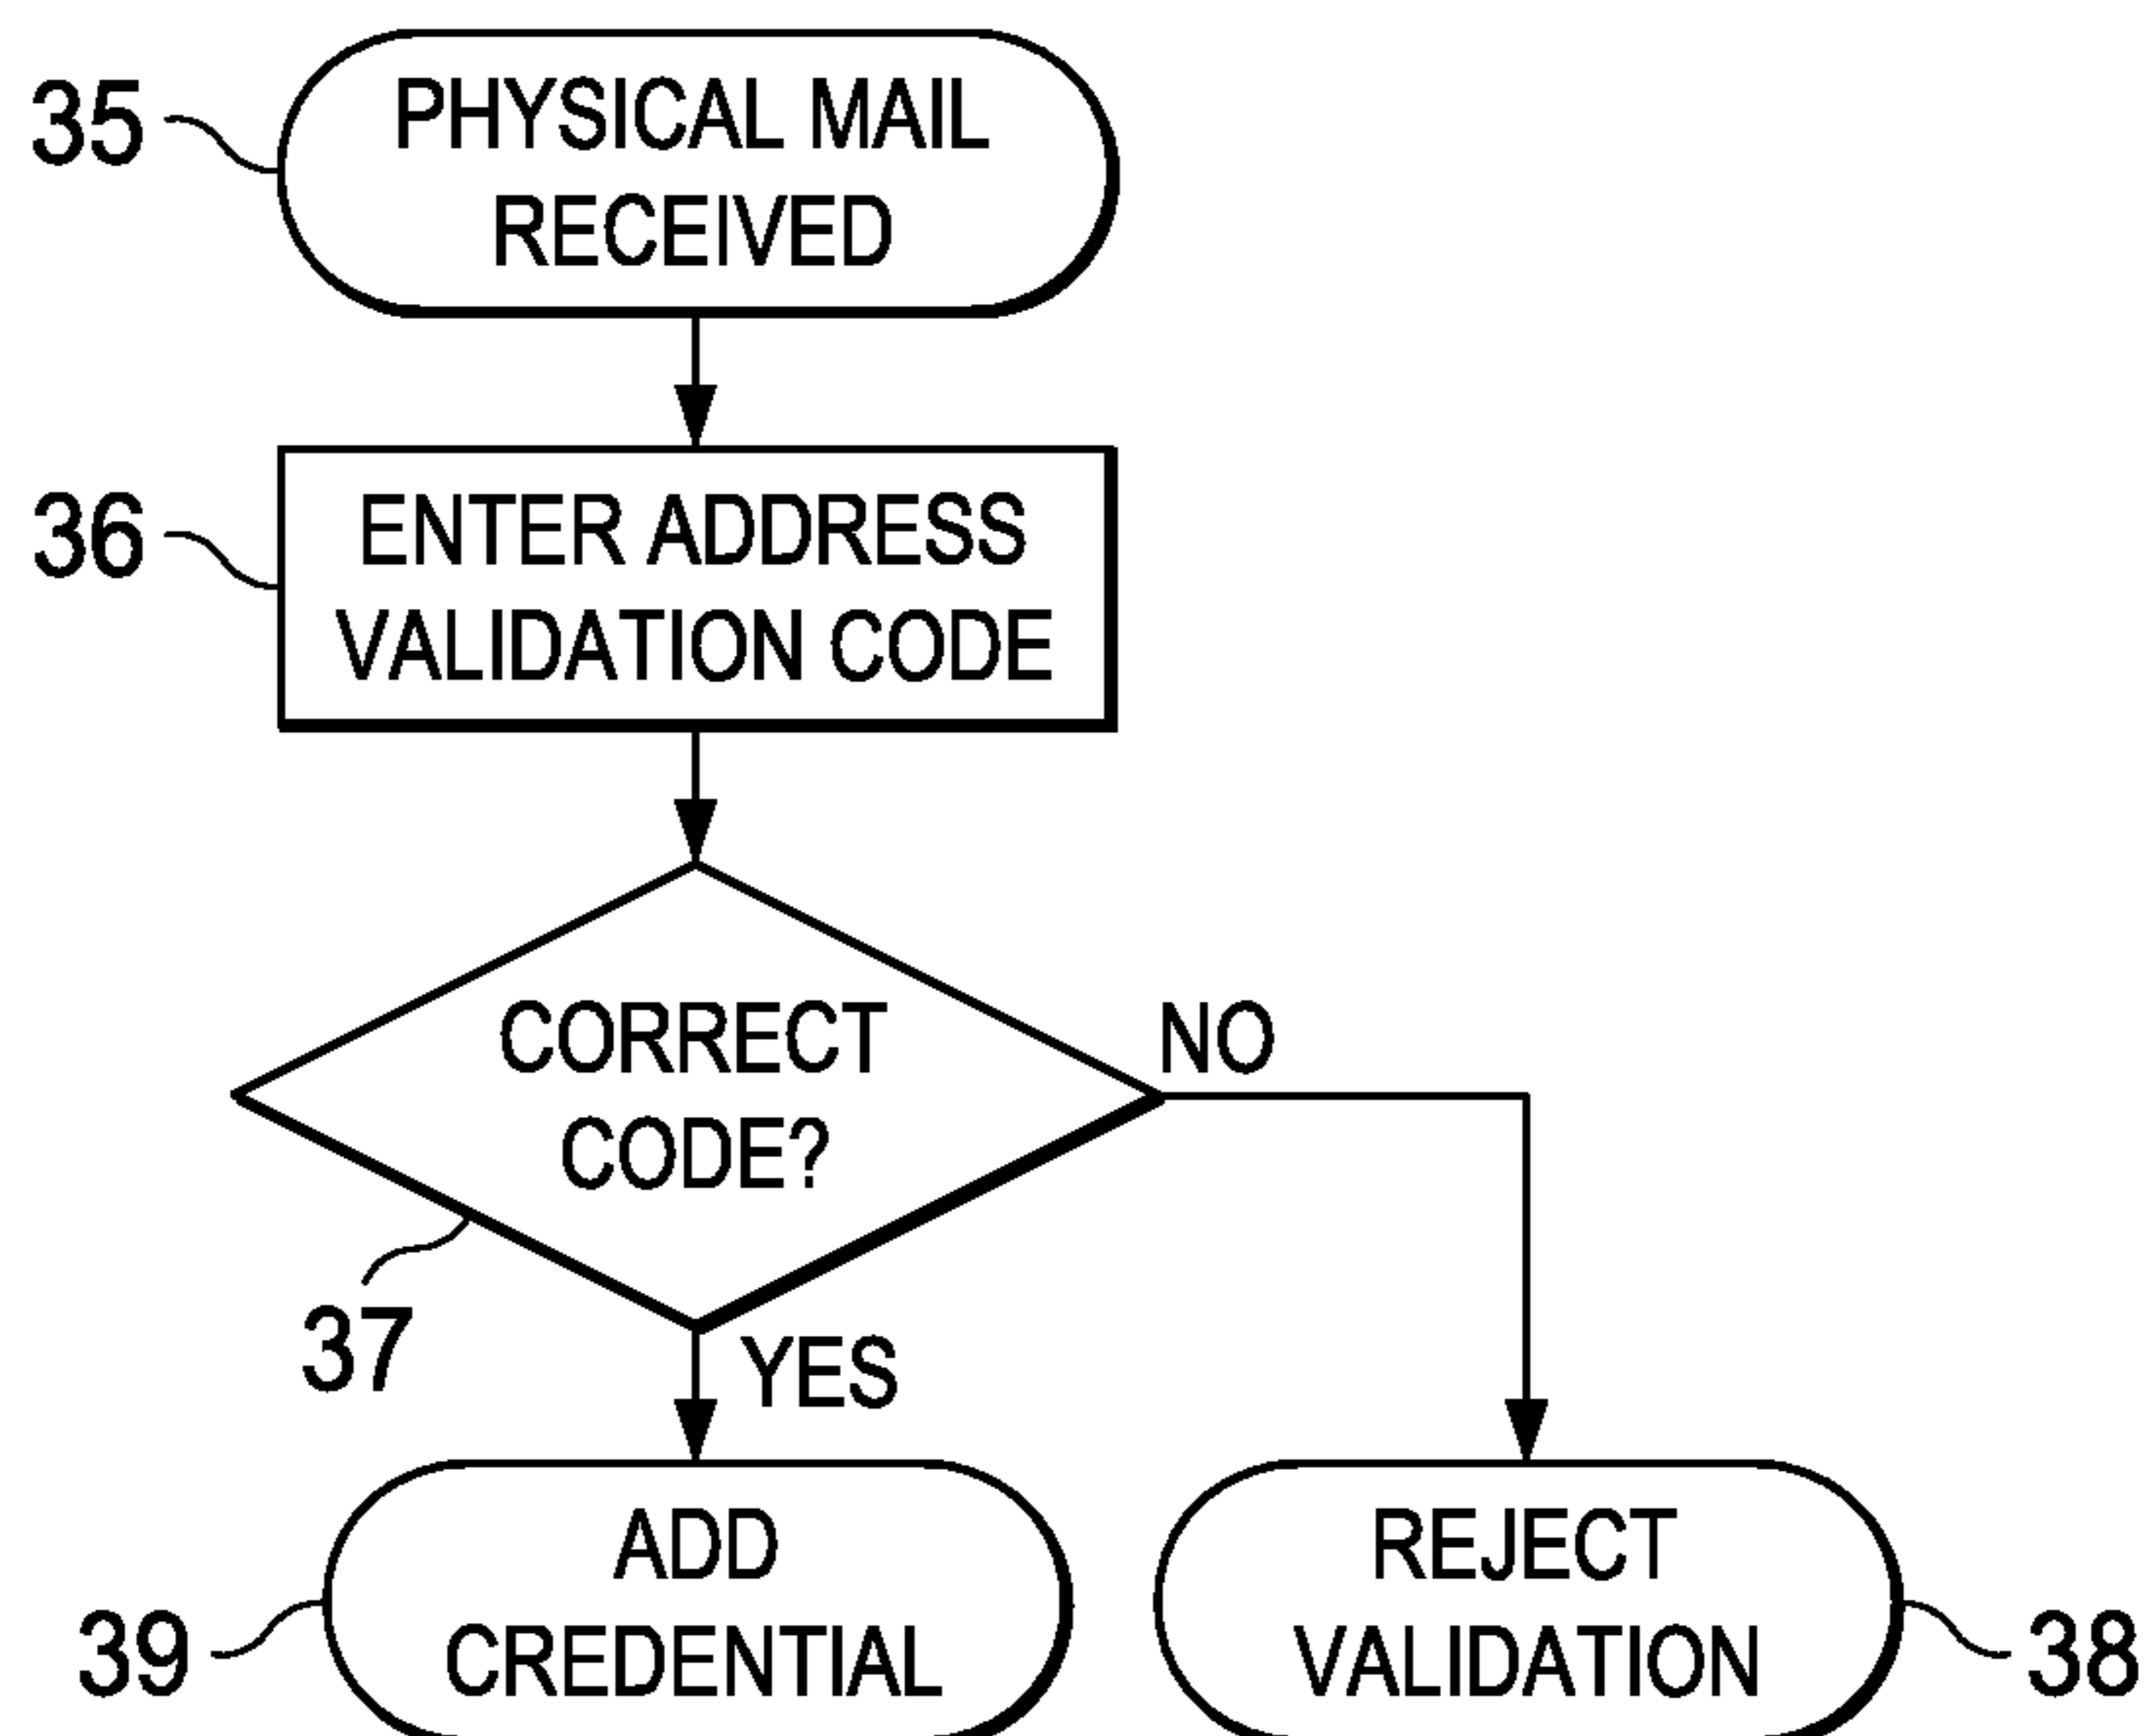 35
PHYSICAL MAIL
RECEIVED
36
ENTER ADDRESS
VALIDATION CODE
CORRECT
CODE?
NO
37
YES
39
ADD
CREDENTIAL
REJECT
VALIDATION
38